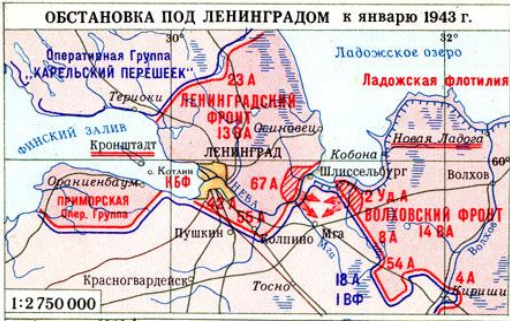 ОБСТАНОВКА ПОД ЛЕНИНГРАДОМ к январю 1943 г.
30°
32°
Оперативная Группа
"КАРЕЛЬСКИЙ ПЕРЕШЕЕК"
Ладожское озеро
23 А
Ладожская флотилия
Териоки
ЛЕНИНГРАДСКИЙ
ФРОНТ
13 ВА
Осиновец
ФИНСКИЙ ЗАЛИВ
Кронштадт
ЛЕНИНГРАД
Кобона
Новая Ладога
60°
о. Котлин
КБФ
Ораниенбаум
НЕВА
67 А
Шлиссельбург
Волхов
ПРИМОРСКАЯ
Опер. Группа
42 А
55 А
2 Уд.А
ВОЛХОВСКИЙ ФРОНТ
14 ВА
8 А
Пушкин
Колпино
Мга
Мга
Волхов
54 А
Красногвардейск
Тосно
18 А
1 ВФ
4 А
Кириши
1:2 750 000